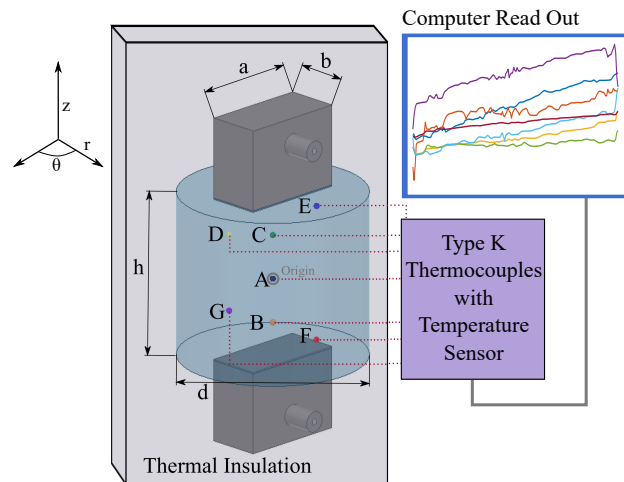 Computer Read Out
a
b
z
r
θ
E
D
C
Type K
Thermocouples
with
Temperature
Sensor
h
A
Origin
G
B
F
d
Thermal Insulation